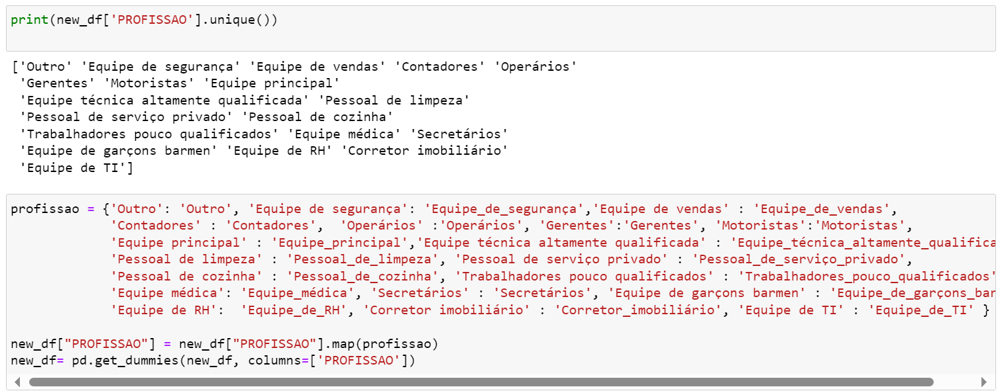 print(new_df['PROFISSAO'].unique())
['Outro' 'Equipe de segurança' 'Equipe de vendas' 'Contadores' 'Operários'
'Gerentes' 'Motoristas' 'Equipe principal'
'Equipe técnica altamente qualificada' 'Pessoal de limpeza'
'Pessoal de serviço privado' 'Pessoal de cozinha'
'Trabalhadores pouco qualificados' 'Equipe médica' 'Secretários'
'Equipe de garçons barmen' 'Equipe de RH' 'Corretor imobiliário'
'Equipe de TI']
profissao = {'Outro': 'Outro', 'Equipe de segurança': 'Equipe_de_segurança','Equipe de vendas' : 'Equipe_de_vendas',
'Contadores' : 'Contadores', 'Operários' :'Operários', 'Gerentes':'Gerentes', 'Motoristas':'Motoristas',
'Equipe principal' : 'Equipe_principal','Equipe técnica altamente qualificada' : 'Equipe_técnica_altamente_qualifica
'Pessoal de limpeza' : 'Pessoal_de_limpeza', 'Pessoal de serviço privado' : 'Pessoal_de_serviço_privado',
'Pessoal de cozinha' : 'Pessoal_de_cozinha', 'Trabalhadores pouco qualificados' : 'Trabalhadores_pouco_qualificados'
'Equipe médica': 'Equipe_médica', 'Secretários' : 'Secretários', 'Equipe de garçons barmen' : 'Equipe_de_garçons_bar
'Equipe de RH': 'Equipe_de_RH', 'Corretor imobiliário' : 'Corretor_imobiliário', 'Equipe de TI' : 'Equipe_de_TI' }
new_df["PROFISSAO"] = new_df["PROFISSAO"].map(profissao)
new_df= pd.get_dummies(new_df, columns=['PROFISSAO'])